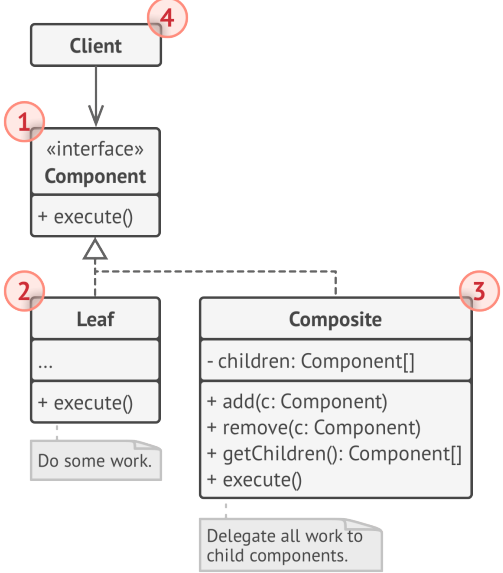 4
Client
1
«interface»
Component
+ execute()
2
Leaf
...
+ execute()
Do some work.
3
Composite
- children: Component[]
+ add(c: Component)
+ remove(c: Component)
+ getChildren(): Component[]
+ execute()
Delegate all work to
child components.